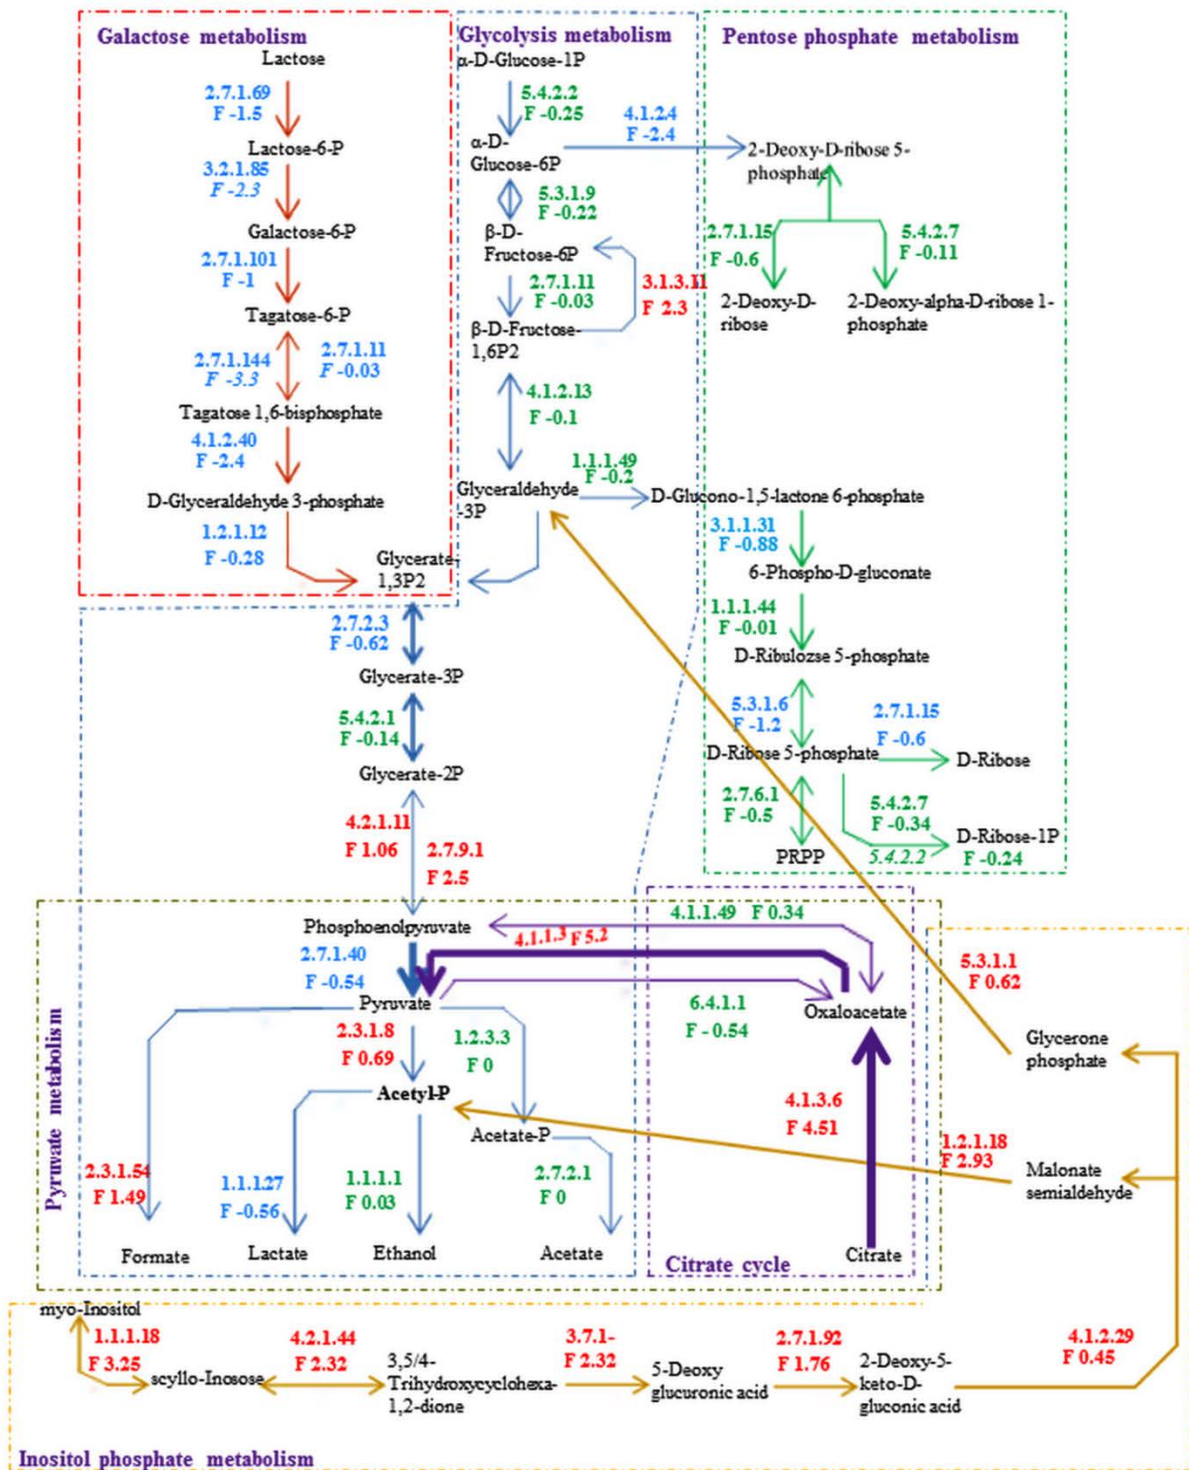 Galactose metabolism
Lactose
2.7.1.69
F -1.5
Lactose-6-P
3.2.1.85
F -2.3
Galactose-6-P
2.7.1.101
F -1
Tagatose-6-P
2.7.1.144
F -3.3
2.7.1.11
F -0.03
Tagatose 1,6-bisphosphate
4.1.2.40
F -2.4
D-Glyceraldehyde 3-phosphate
1.2.1.12
F -0.28
Glycolysis metabolism
α-D-Glucose-1P
5.4.2.2
F -0.25
α-D-
Glucose-6P
4.1.2.4
F -2.4
5.3.1.9
F -0.22
β-D-
Fructose-6P
2.7.1.11
F -0.03
3.1.3.11
F 2.3
β-D-Fructose-
1,6P2
4.1.2.13
F -0.1
1.1.1.49
F -0.2
Glyceraldehyde
-3P
Glycerate-
1,3P2
2.7.2.3
F -0.62
Glycerate-3P
5.4.2.1
F -0.14
Glycerate-2P
4.2.1.11
F 1.06
2.7.9.1
F 2.5
Pentose phosphate metabolism
2-Deoxy-D-ribose 5-
phosphate
2.7.1.15
F -0.6
5.4.2.7
F -0.11
2-Deoxy-D-
ribose
2-Deoxy-alpha-D-ribose 1-
phosphate
D-Glucono-1,5-lactone 6-phosphate
3.1.1.31
F -0.88
6-Phospho-D-gluconate
1.1.1.44
F -0.01
D-Ribulozse 5-phosphate
5.3.1.6
F -1.2
2.7.1.15
F -0.6
D-Ribose 5-phosphate
D-Ribose
2.7.6.1
F -0.5
5.4.2.7
F -0.34
D-Ribose-1P
PRPP
5.4.2.2
F -0.24
Phosphoenolpyruvate
4.1.1.49 F 0.34
4.1.1.3 F 5.2
2.7.1.40
F -0.54
Pyruvate
6.4.1.1
F - 0.54
Oxaloacetate
2.3.1.8
F 0.69
1.2.3.3
F 0
Acetyl-P
Acetate-P
2.3.1.54
F 1.49
1.1.1.27
F -0.56
1.1.1.1
F 0.03
2.7.2.1
F 0
Formate
Lactate
Ethanol
Acetate
Pyruvate metabolism
4.1.3.6
F 4.51
Citrate
Citrate cycle
5.3.1.1
F 0.62
Glycerone
phosphate
1.2.1.18
F 2.93
Malonate
semialdehyde
myo-Inositol
1.1.1.18
F 3.25
scyllo-Inosose
4.2.1.44
F 2.32
3,5/4-
Trihydroxycyclohexa-
1,2-dione
3.7.1-
F 2.32
5-Deoxy
glucuronic acid
2.7.1.92
F 1.76
2-Deoxy-5-
keto-D-
gluconic acid
4.1.2.29
F 0.45
Inositol phosphate metabolism